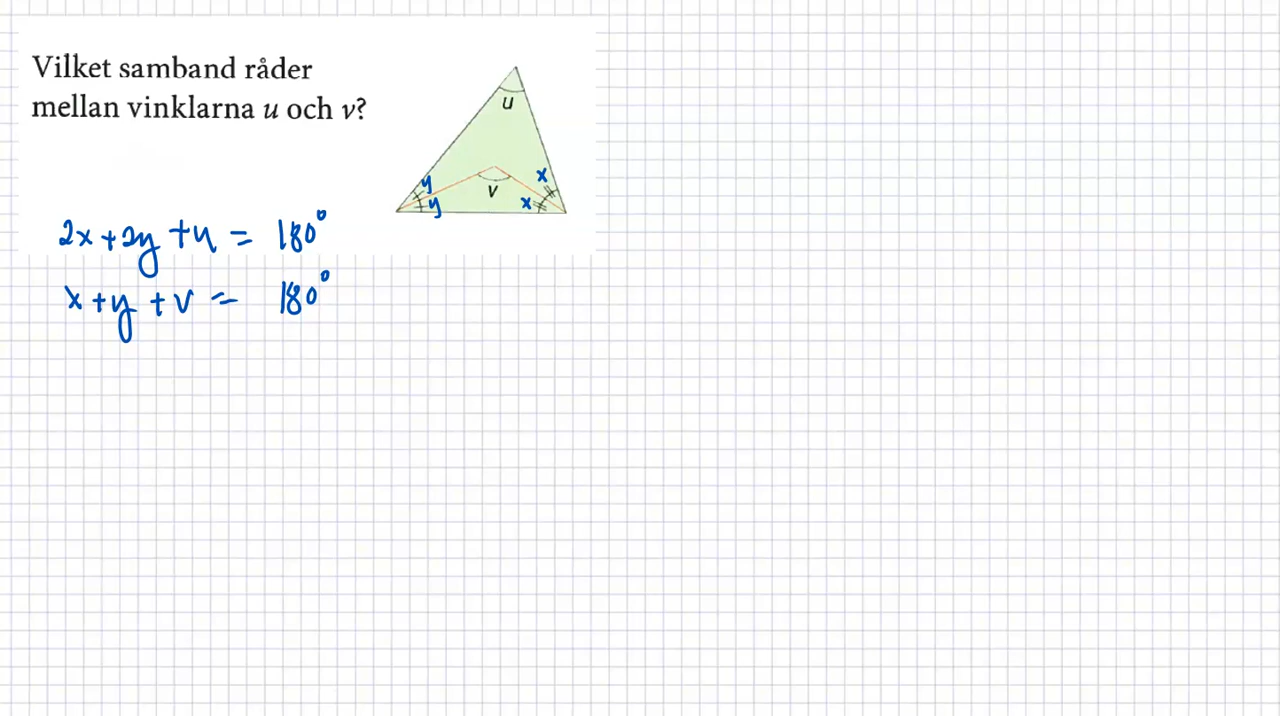 Vilket samband råder
mellan vinklarna u och v?
u
y
y
v
x
x
2x + 2y + u = 180°
x + y + v = 180°